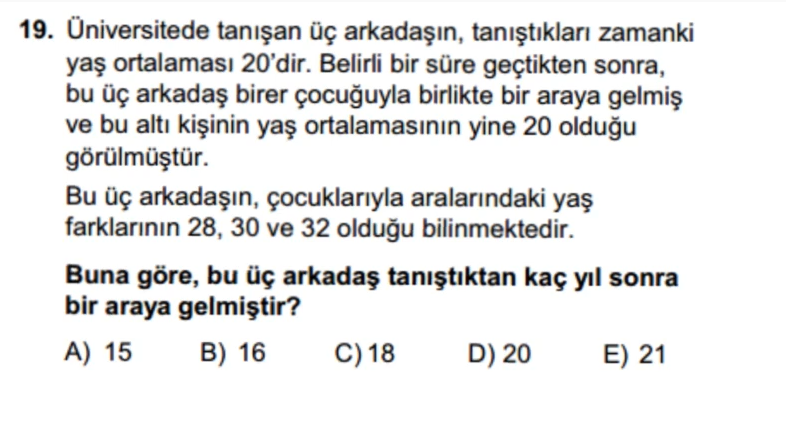 19. Üniversitede tanışan üç arkadaşın, tanıştıkları zamanki
yaş ortalaması 20'dir. Belirli bir süre geçtikten sonra,
bu üç arkadaş birer çocuğuyla birlikte bir araya gelmiş
ve bu altı kişinin yaş ortalamasının yine 20 olduğu
görülmüştür.
Bu üç arkadaşın, çocuklarıyla aralarındaki yaş
farklarının 28, 30 ve 32 olduğu bilinmektedir.
Buna göre, bu üç arkadaş tanıştıktan kaç yıl sonra
bir araya gelmiştir?
A) 15 B) 16 C) 18 D) 20 E) 21